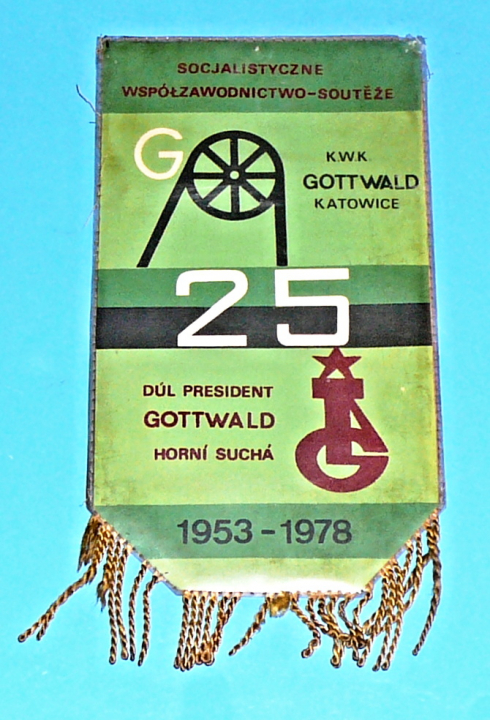 SOCJALISTYCZNE
WSPÓŁZAWODNICTWO-SOUTĚŽE
G
K.W.K.
GOTTWALD
KATOWICE
25
DŮL PRESIDENT
GOTTWALD
HORNÍ SUCHÁ
G
1953-1978